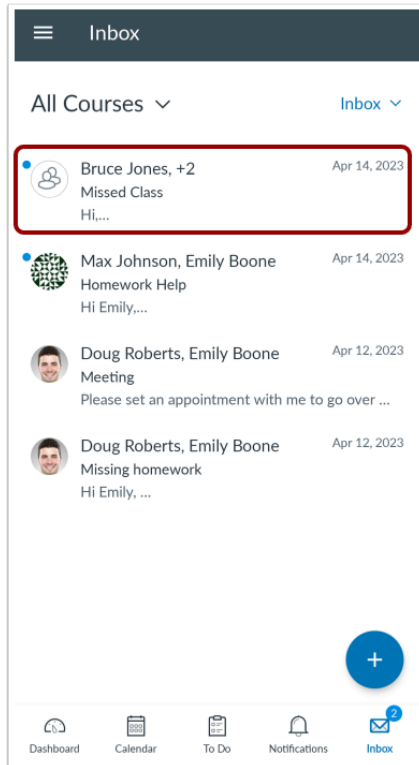 Inbox
All Courses
Inbox
Bruce Jones, +2
Apr 14, 2023
Missed Class
Hi,...
Max Johnson, Emily Boone
Apr 14, 2023
Homework Help
Hi Emily,...
Doug Roberts, Emily Boone
Apr 12, 2023
Meeting
Please set an appointment with me to go over ...
Doug Roberts, Emily Boone
Apr 12, 2023
Missing homework
Hi Emily, ...
+
2
Dashboard
Calendar
To Do
Notifications
Inbox